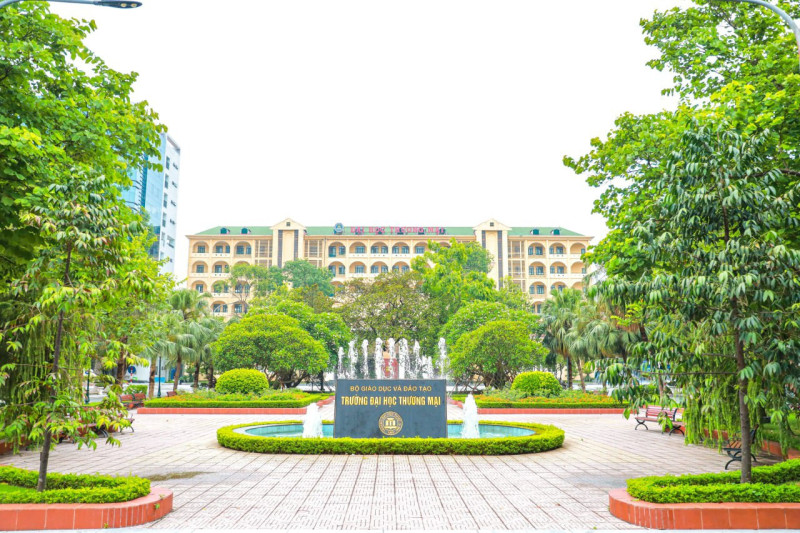 BỘ GIÁO DỤC VÀ ĐÀO TẠO
TRƯỜNG ĐẠI HỌC THƯƠNG MẠI